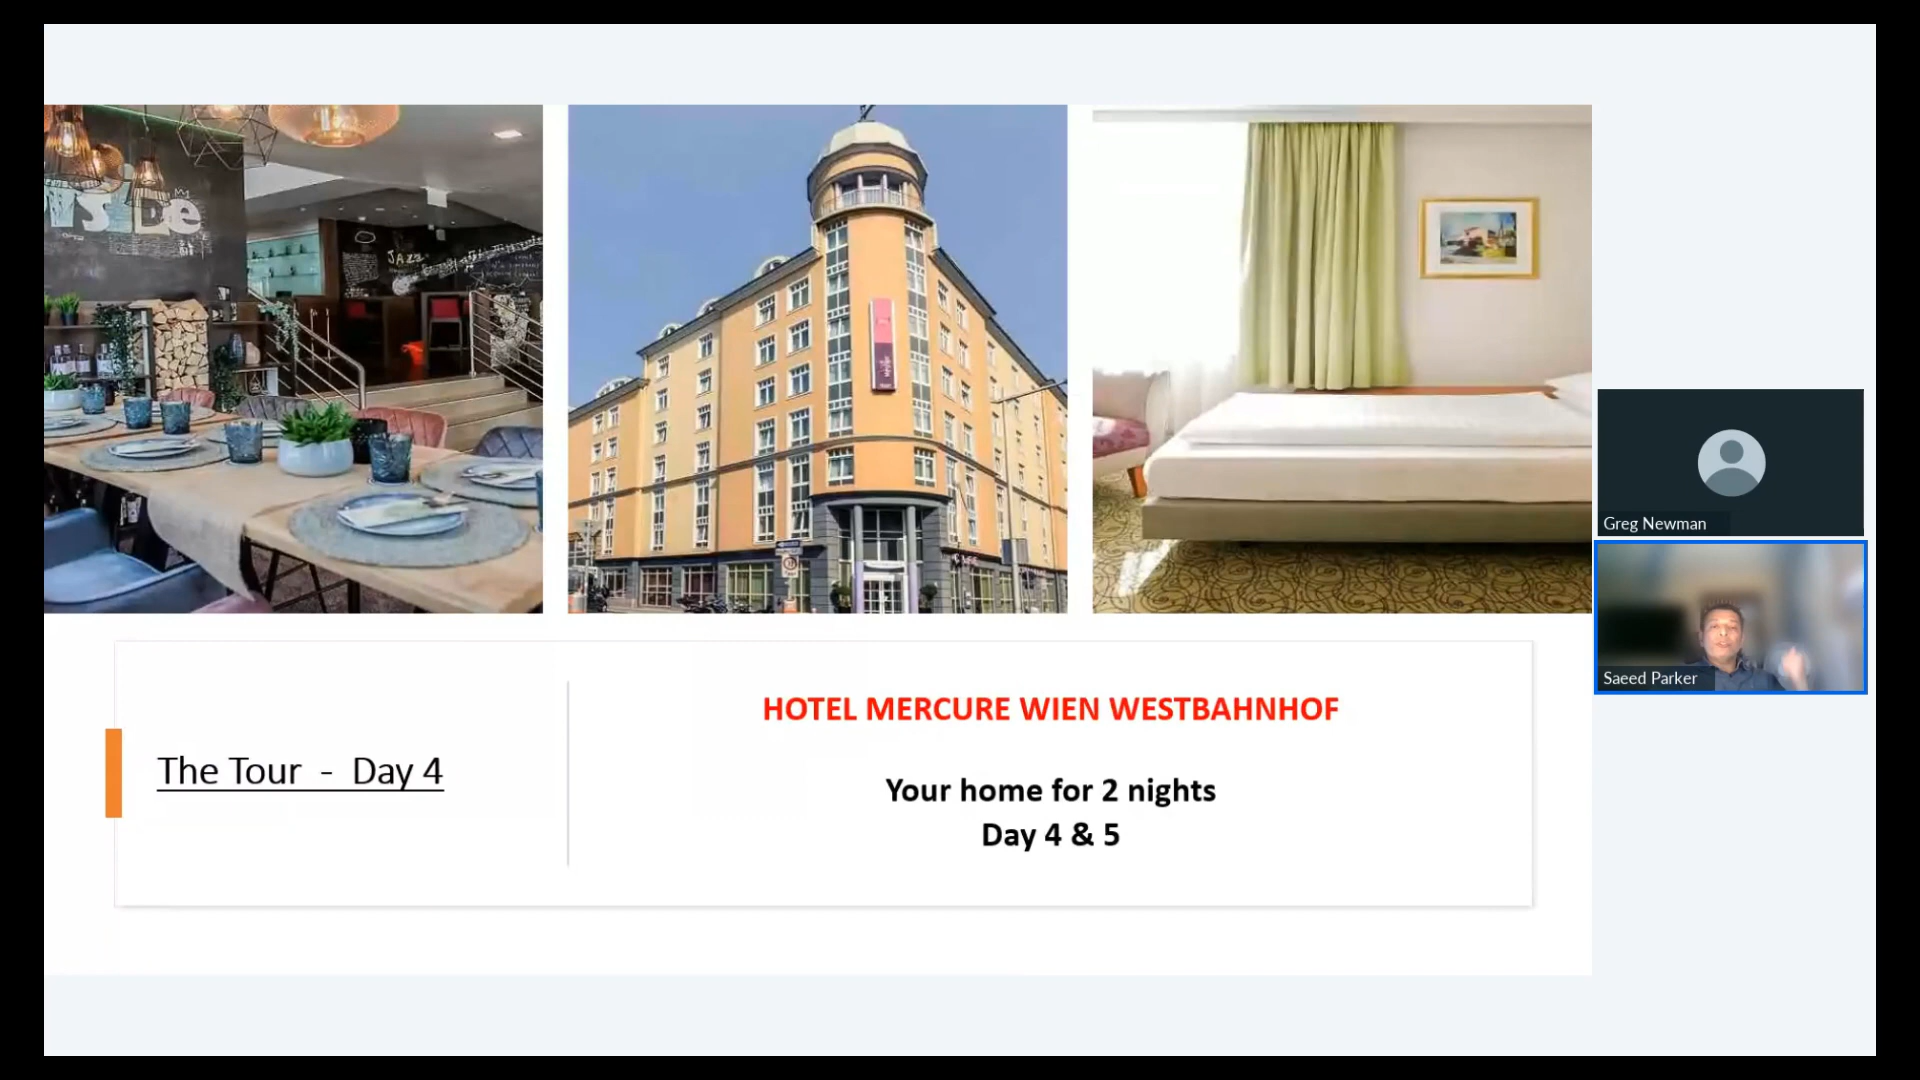 JAZZ
The Tour - Day 4
HOTEL MERCURE WIEN WESTBAHNHOF
Your home for 2 nights
Day 4 & 5
Greg Newman
Saeed Parker